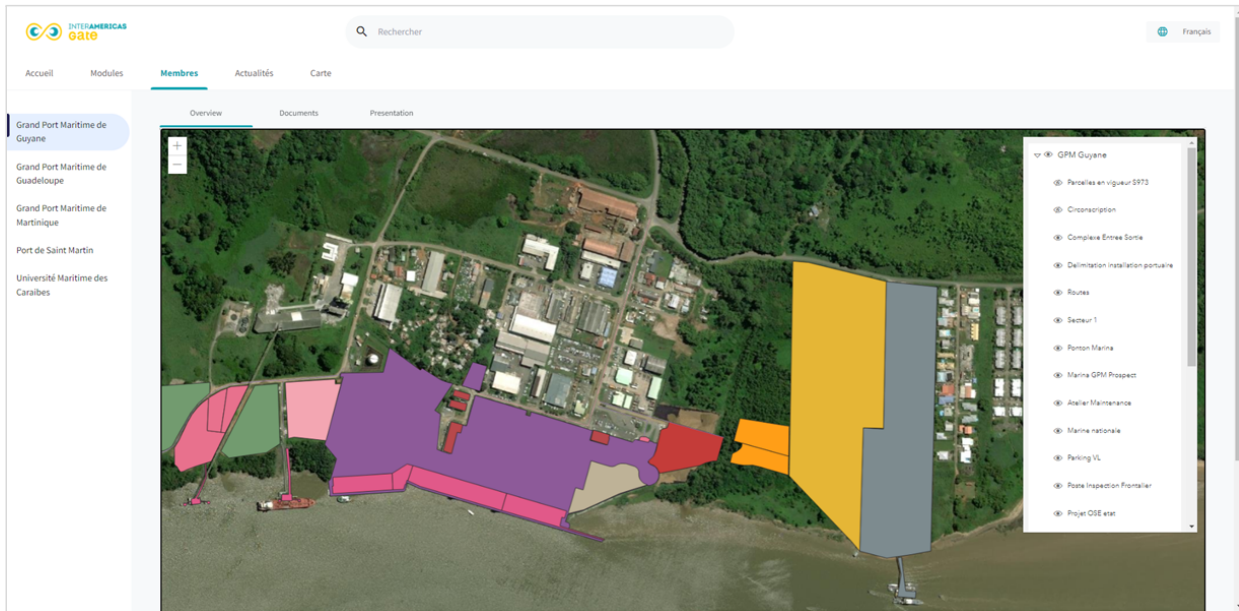 INTERAMERICAS
Gate
Rechercher
Français
Accueil
Modules
Membres
Actualités
Carte
Grand Port Maritime de
Guyane
Grand Port Maritime de
Guadeloupe
Grand Port Maritime de
Martinique
Port de Saint Martin
Université Maritime des
Caraibes
Overview
Documents
Presentation
+
−
GPM Guyane
Parcelles en vigueur S973
Circonscription
Complexe Entree Sortie
Delimitation installation portuaire
Routes
Secteur 1
Ponton Marina
Marina GPM Prospect
Atelier Maintenance
Marine nationale
Parking VL
Poste Inspection Frontalier
Projet OSE etat